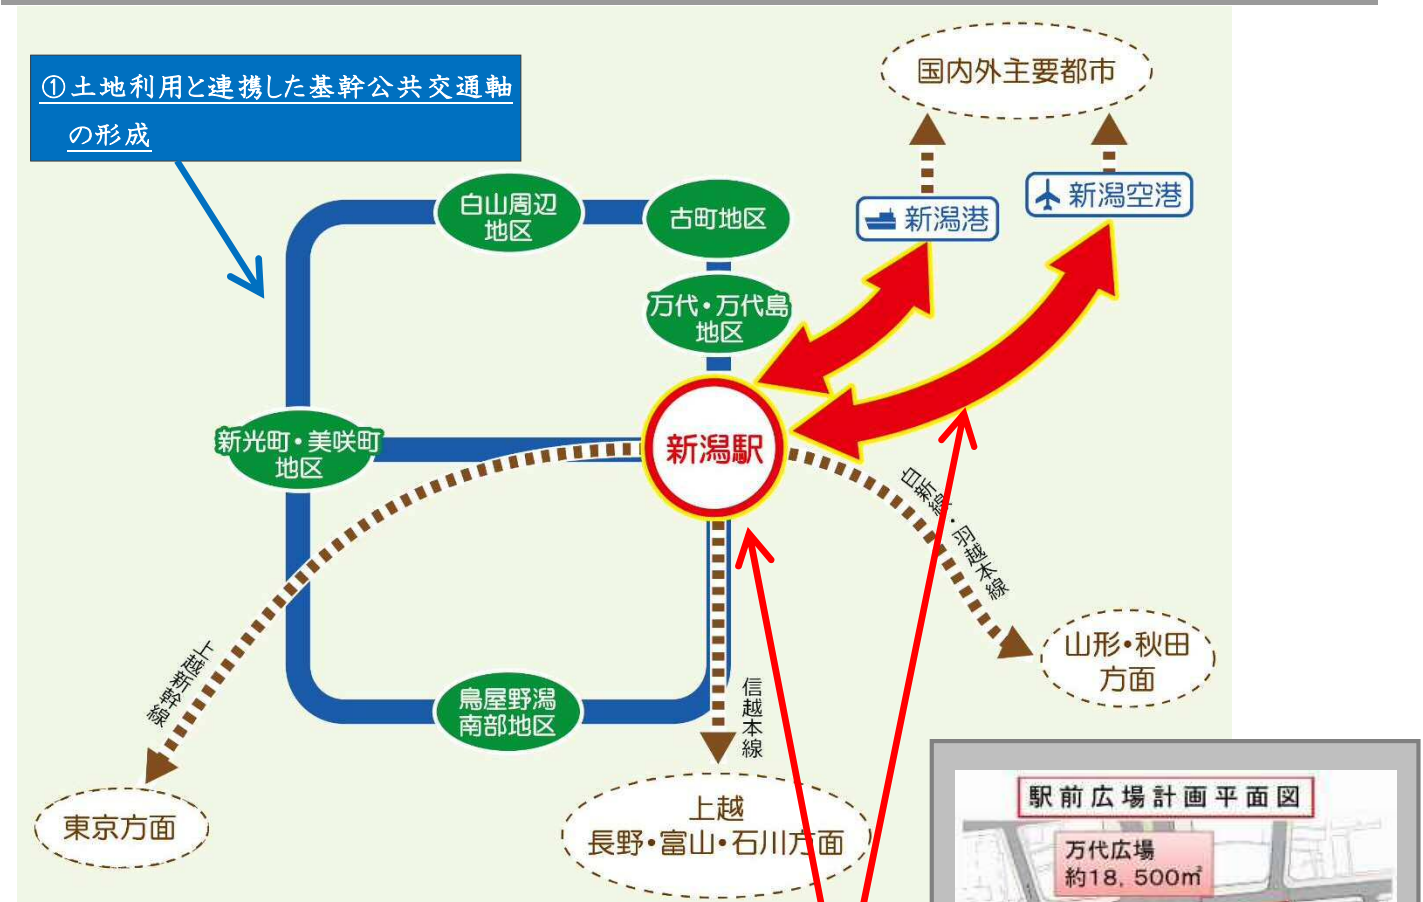 ①土地利用と連携した基幹公共交通軸
の形成
国内外主要都市
新潟港
新潟空港
白山周辺
地区
古町地区
万代・万代島
地区
新光町・美咲町
地区
新潟駅
白新線・羽越本線
山形・秋田
方面
上越新幹線
鳥屋野潟
南部地区
信越本線
東京方面
上越
長野・富山・石川方面
駅前広場計画平面図
万代広場
約18,500㎡